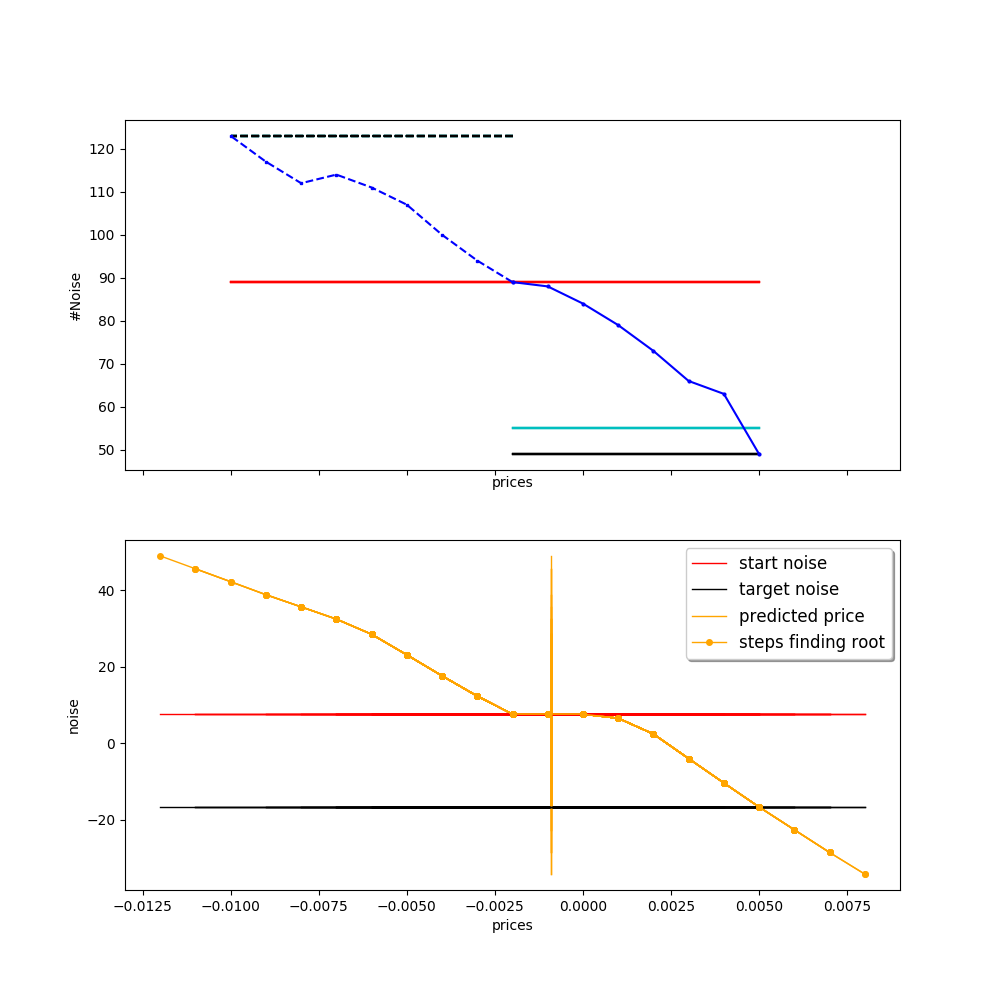 120
110
100
90
80
70
60
50
#Noise
prices
start noise
target noise
predicted price
steps finding root
40
20
0
−20
noise
−0.0125 −0.0100 −0.0075 −0.0050 −0.0025 0.0000 0.0025 0.0050 0.0075
prices